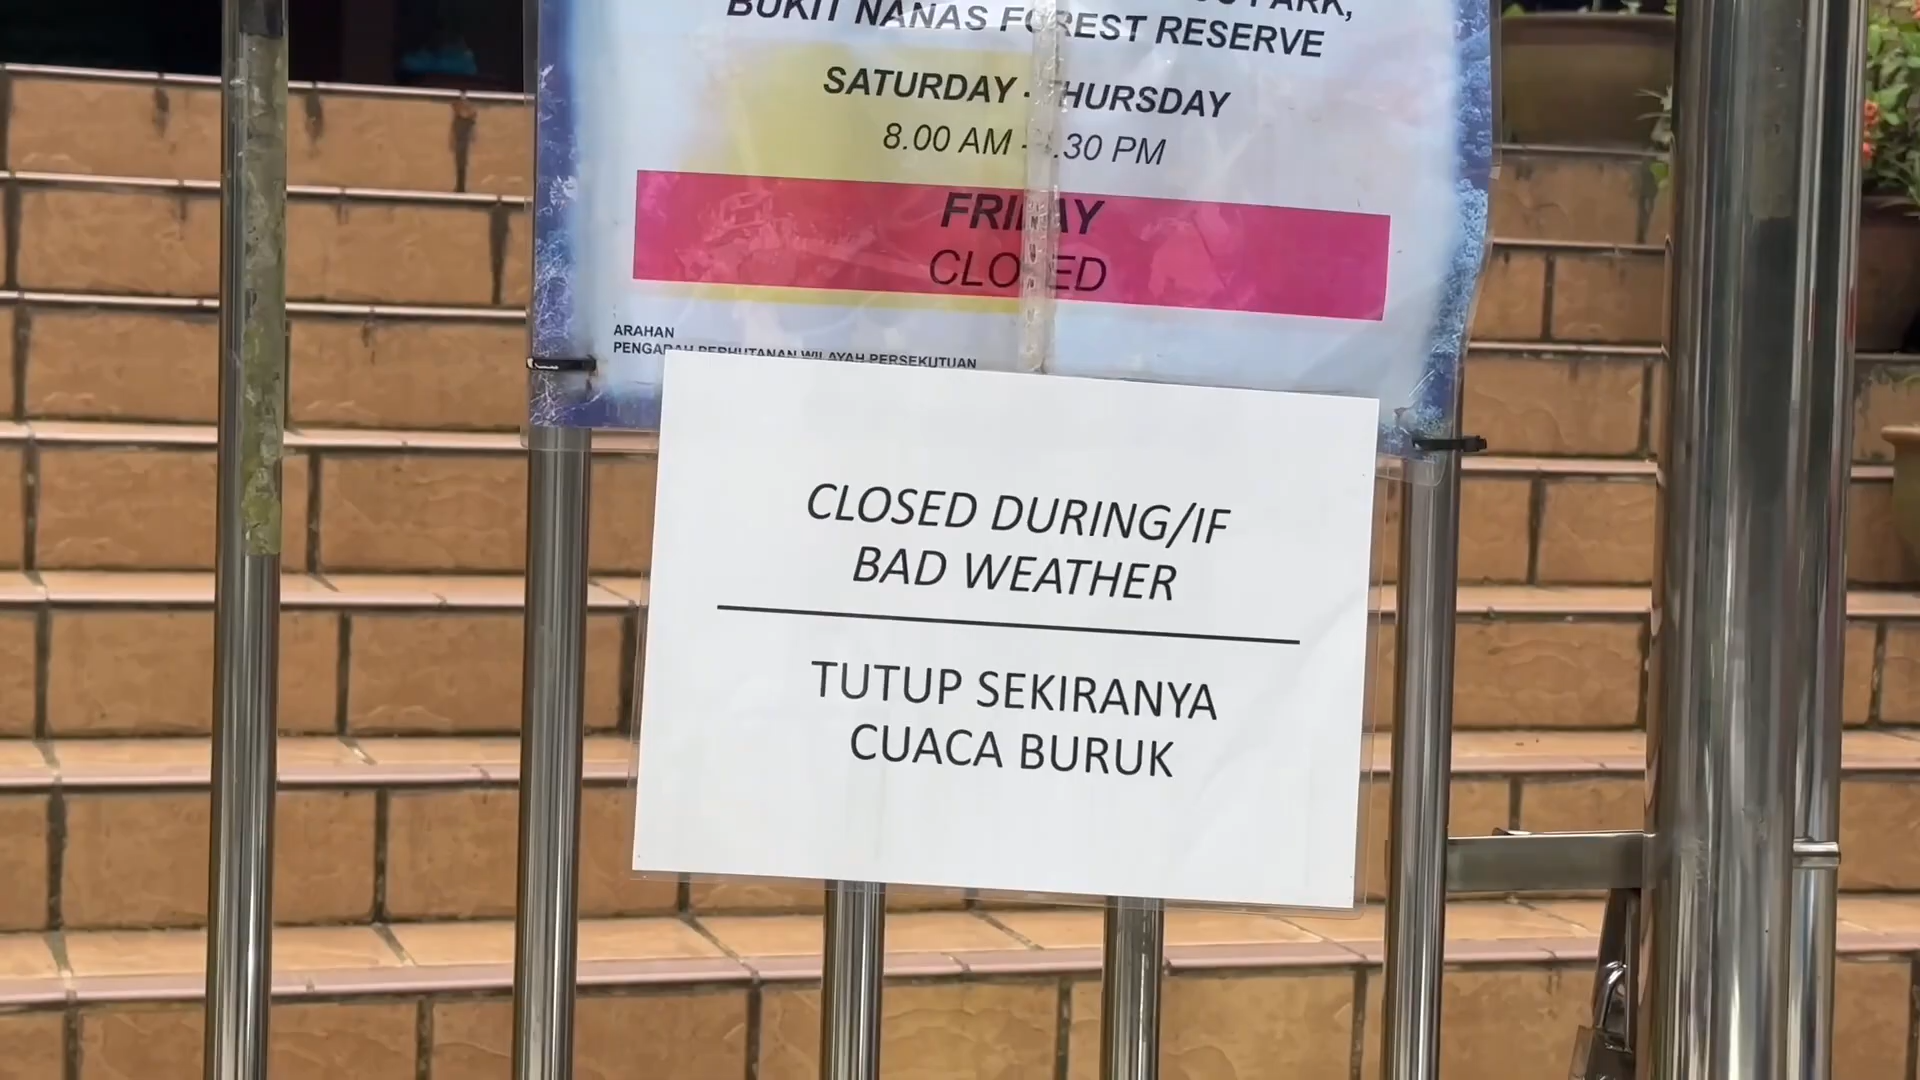 PARK,
BUKIT NANAS FOREST RESERVE
SATURDAY - THURSDAY
8.00 AM - .30 PM
FRIDAY
CLOSED
ARAHAN
PENGARAH PERHUTANAN WILAYAH PERSEKUTUAN
CLOSED DURING/IF
BAD WEATHER
TUTUP SEKIRANYA
CUACA BURUK